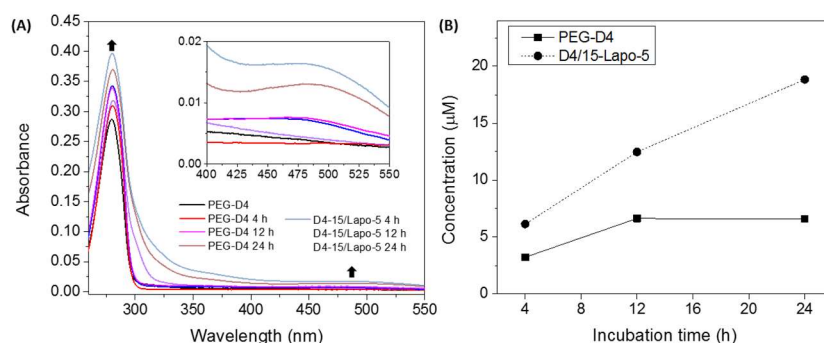 (A)
0.45
0.40
0.35
0.30
0.25
0.20
0.15
0.10
0.05
0.00
Absorbance
0.02
0.01
0.00
400 425 450 475 500 525 550
PEG-D4
PEG-D4 4 h
PEG-D4 12 h
PEG-D4 24 h
D4-15/Lapo-5 4 h
D4-15/Lapo-5 12 h
D4-15/Lapo-5 24 h
300 350 400 450 500 550
Wavelength (nm)
(B)
PEG-D4
D4/15-Lapo-5
20
15
10
5
0
Concentration (μM)
4 12 24
Incubation time (h)